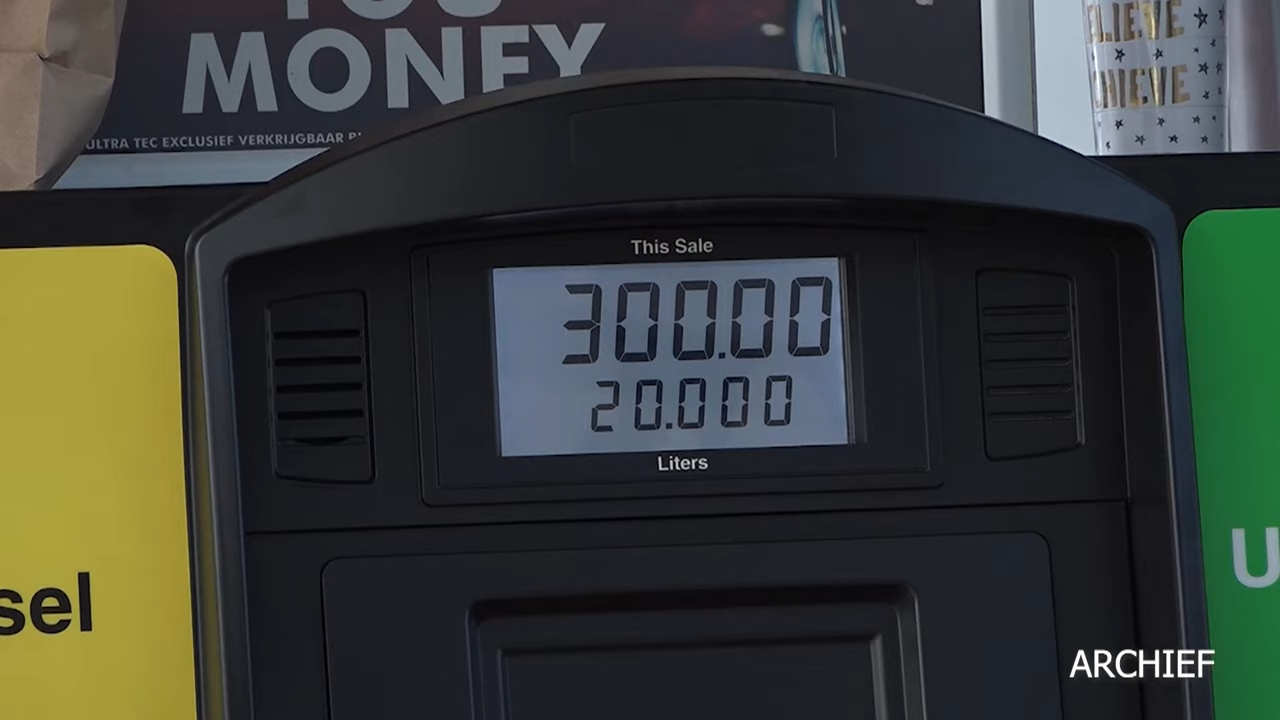 MONEY
ULTRA TEC EXCLUSIEF VERKRIJGBAAR
This Sale
300.00
20.000
Liters
sel
U
ARCHIEF